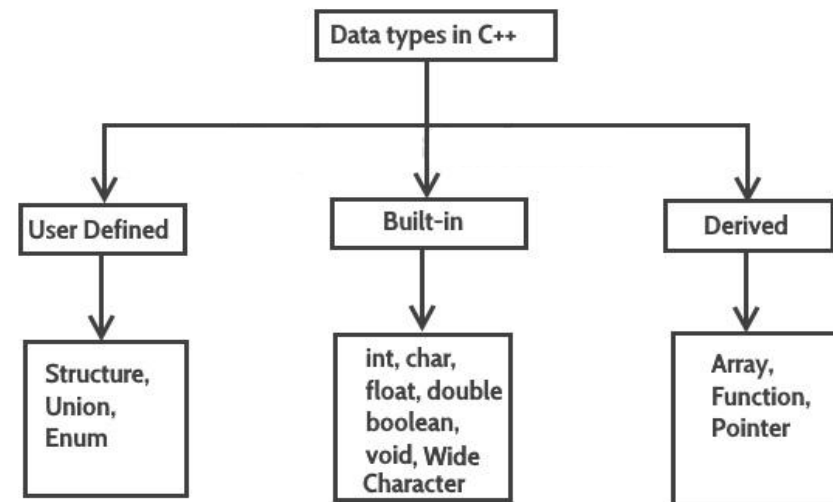 Data types in C++
User Defined
Built-in
Derived
Structure,
Union,
Enum
int, char,
float, double
boolean,
void, Wide
Character
Array,
Function,
Pointer